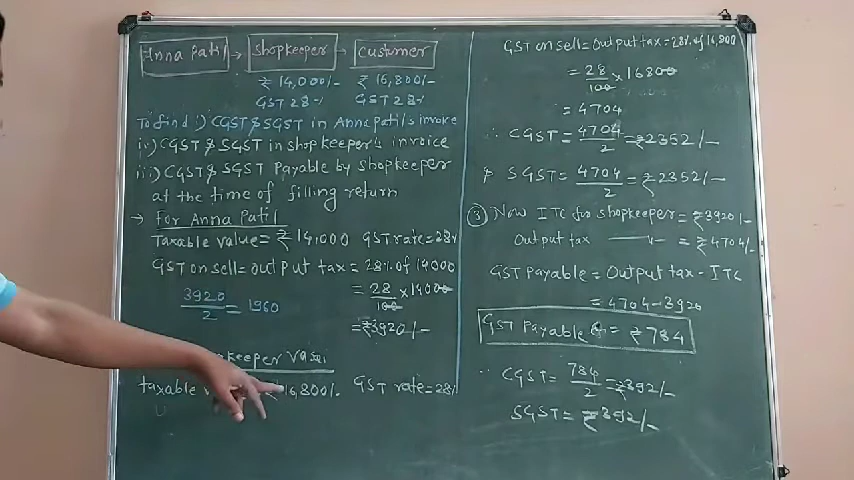 Anna Patil → Shopkeeper → Customer
₹ 14,000/- ₹ 16,800/-
GST 28% GST 28%
To find i) CGST & SGST in Anna Patil's invoice
ii) CGST & SGST in shopkeeper's invoice
iii) CGST & SGST Payable by Shopkeeper
at the time of filling return
→ For Anna Patil
Taxable value = ₹ 14,000 GST rate = 28%
GST on sell = output tax = 28% of 14000
= 28/100 × 14000
3920/2 = 1960
= ₹3920/-
taxable 16,800/- GST rate = 28%
GST on sell = Output tax = 28% of 16,800
= 28/100 × 16800
= 4704
∴ CGST = 4704/2 = ₹2352/-
& SGST = 4704/2 = ₹2352/-
③ Now ITC for shopkeeper = ₹3920/-
Output tax —〃— = ₹4704/-
GST Payable = Output tax - ITC
= 4704 - 3920
GST Payable = ₹784
∴ CGST = 784/2 = ₹392/-
SGST = ₹392/-